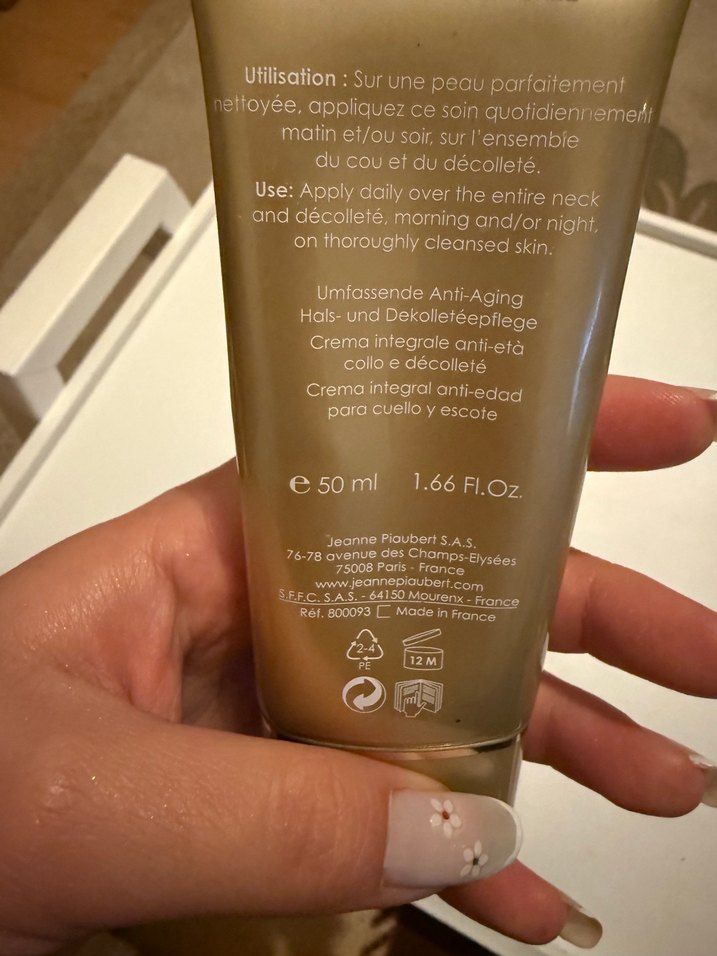 Utilisation : Sur une peau parfaitement
nettoyée, appliquez ce soin quotidiennement
matin et/ou soir, sur l'ensemble
du cou et du décolleté.
Use: Apply daily over the entire neck
and décolleté, morning and/or night,
on thoroughly cleansed skin.
Umfassende Anti-Aging
Hals- und Dekolletéepflege
Crema integrale anti-età
collo e décolleté
Crema integral anti-edad
para cuello y escote
℮ 50 ml 1.66 Fl.Oz.
Jeanne Piaubert S.A.S.
76-78 avenue des Champs-Elysées
75008 Paris - France
www.jeannepiaubert.com
S.F.F.C. S.A.S. - 64150 Mourenx - France
Réf. 800093 Made in France
2-4
PE
12 M